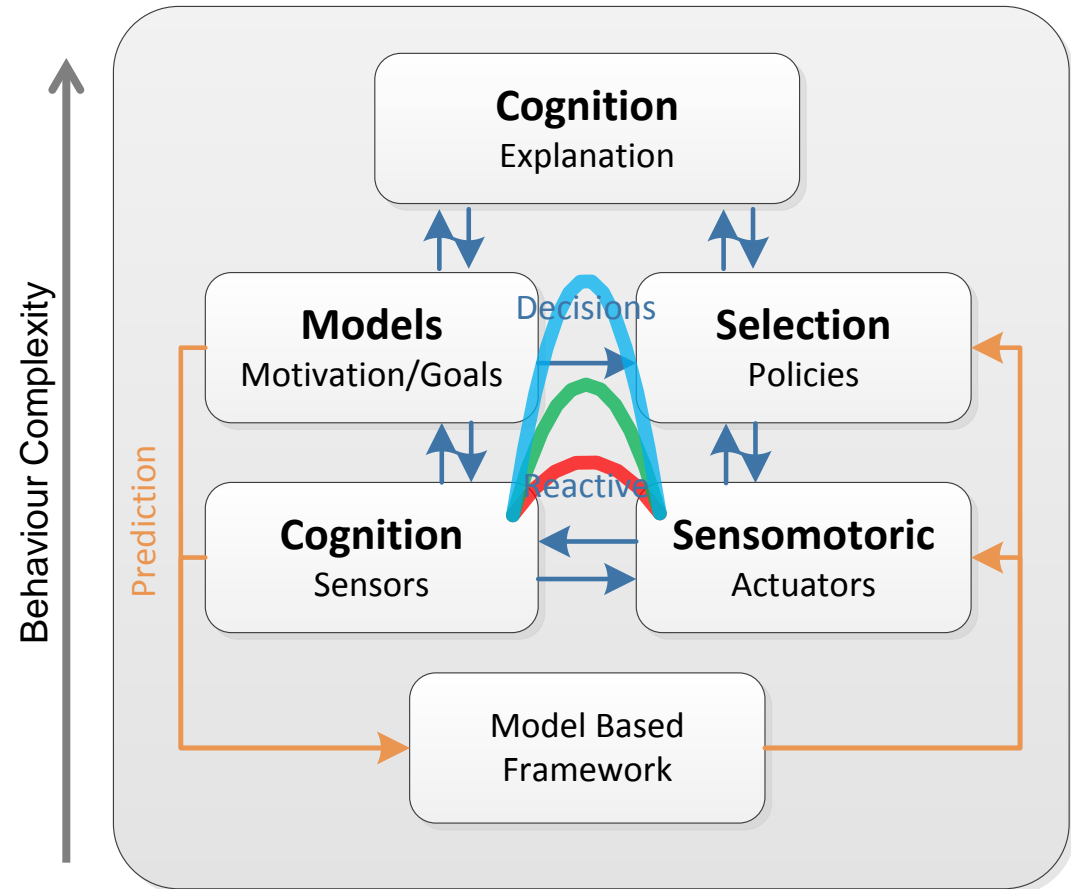 Behaviour Complexity
Cognition
Explanation
Models
Motivation/Goals
Decisions
Selection
Policies
Prediction
Cognition
Sensors
Reactive
Sensomotoric
Actuators
Model Based
Framework